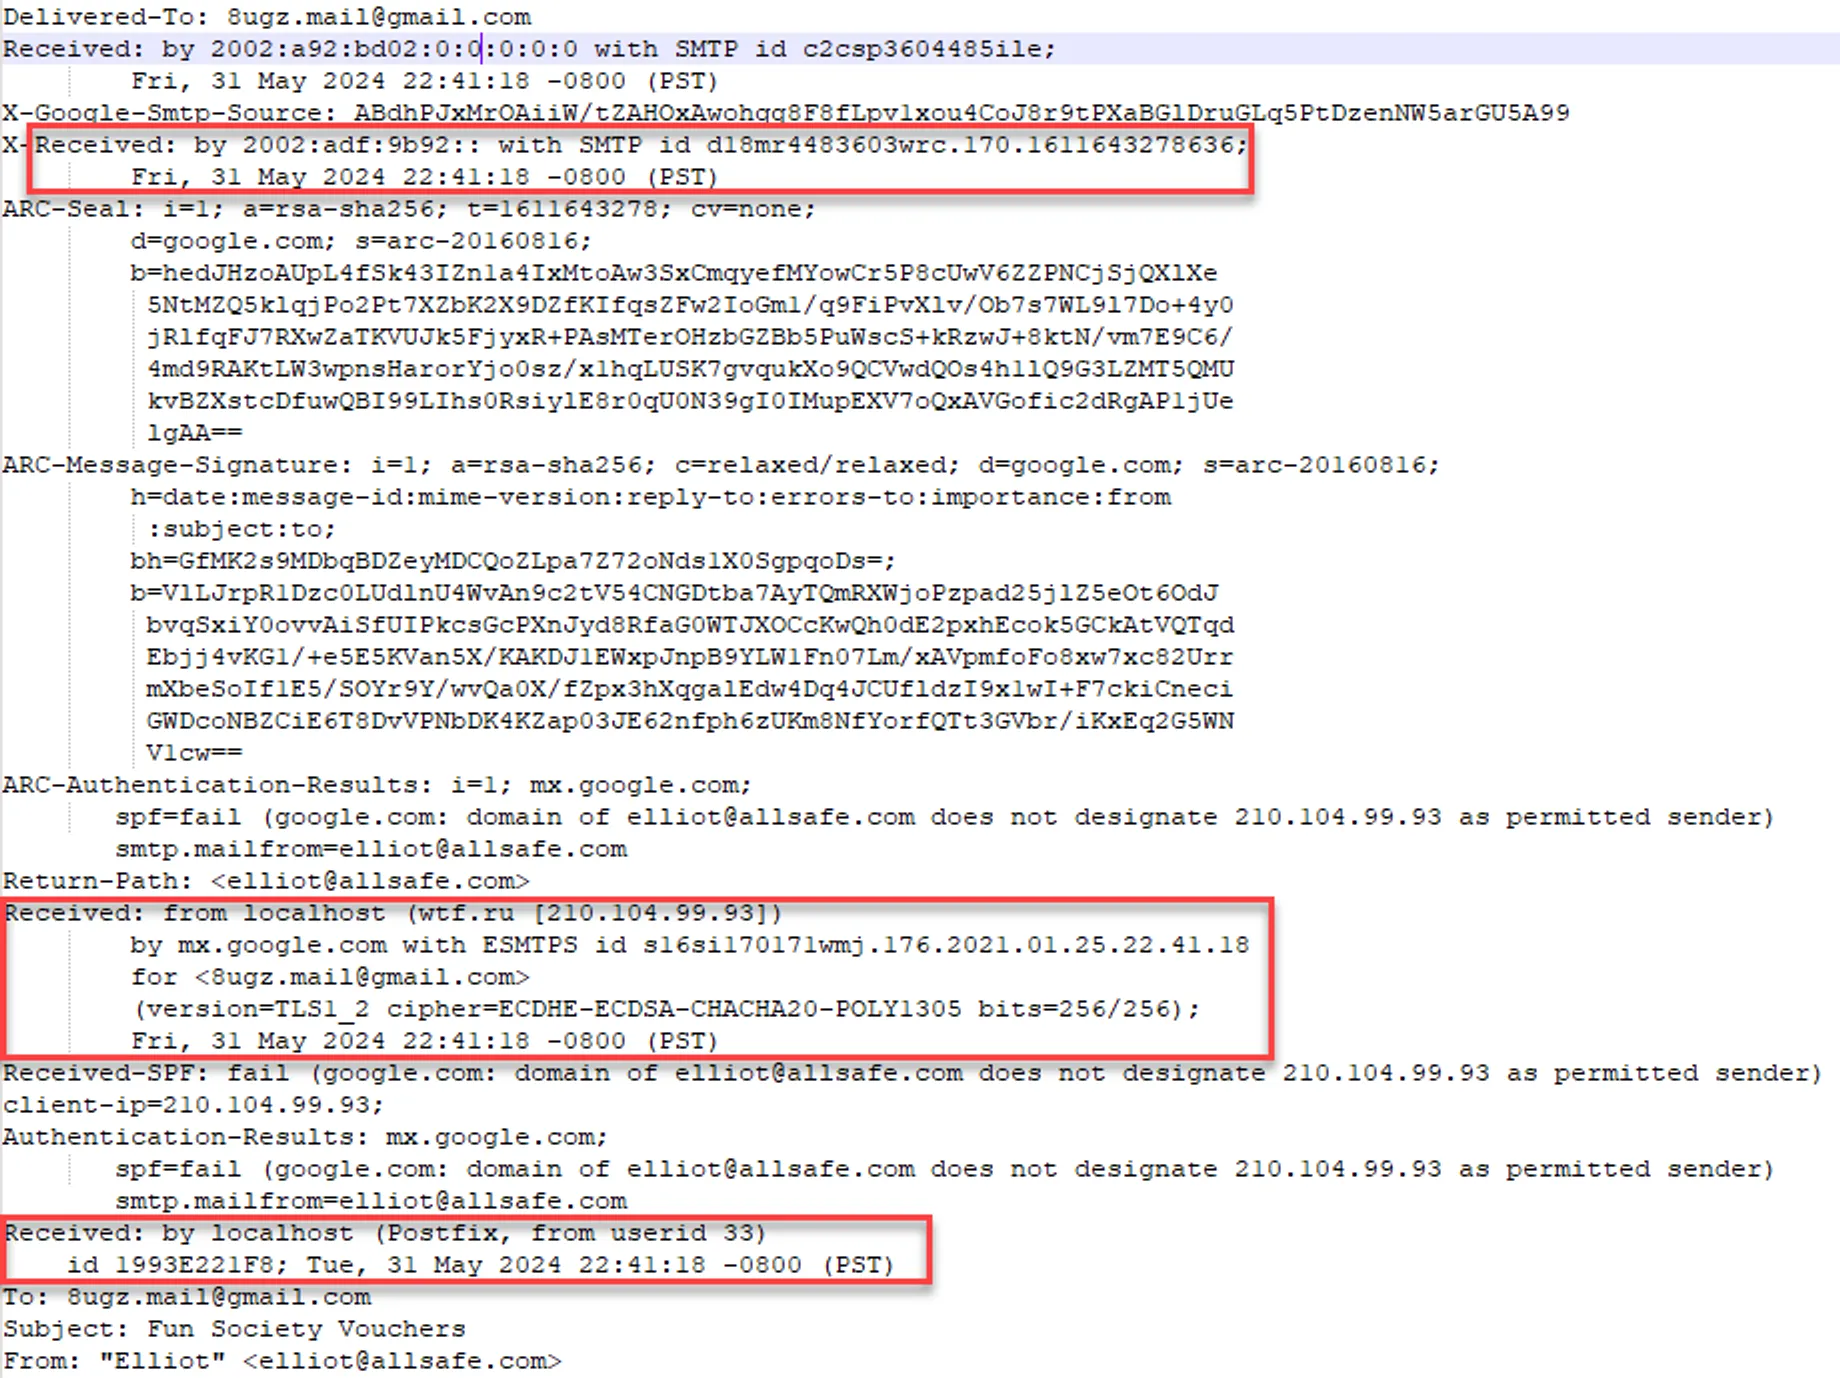 Delivered-To: 8ugz.mail@gmail.com
Received: by 2002:a92:bd02:0:0:0:0:0 with SMTP id c2csp3604485ile;
Fri, 31 May 2024 22:41:18 -0800 (PST)
X-Google-Smtp-Source: ABdhPJxMrOAiiW/tZAHOxAwohgq8F8fLpvlxou4CoJ8r9tPXaBGlDruGLq5PtDzenNW5arGU5A99
X-Received: by 2002:adf:9b92:: with SMTP id d18mr4483603wrc.170.1611643278636;
Fri, 31 May 2024 22:41:18 -0800 (PST)
ARC-Seal: i=1; a=rsa-sha256; t=1611643278; cv=none;
d=google.com; s=arc-20160816;
b=hedJHzoAUpL4fSk43IZn1a4IxMtoAw3SxCmqyefMYowCr5P8cUwV6ZZPNCjSjQX1Xe
5NtMZQ5klqjPo2Pt7XZbK2X9DZfKIfqsZFw2IoGm1/q9FiPvX1v/Ob7s7WL9l7Do+4y0
jRlfqFJ7RXwZaTKVUJk5FjyxR+PAsMTerOHzbGZBb5PuWscS+kRzwJ+8ktN/vm7E9C6/
4md9RAKtLW3wpnsHarorYjo0sz/x1hqLUSK7gvqukXo9QCVwdQOs4h1lQ9G3LZMT5QMU
kvBZXstcDfuwQBI99LIhs0RsiylE8r0qU0N39gI0IMupEXV7oQxAVGofic2dRgAPljUe
lgAA==
ARC-Message-Signature: i=1; a=rsa-sha256; c=relaxed/relaxed; d=google.com; s=arc-20160816;
h=date:message-id:mime-version:reply-to:errors-to:importance:from
:subject:to;
bh=GfMK2s9MDbqBDZeyMDCQoZLpa7Z72oNds1X0SgpqoDs=;
b=VlLJrpRlDzc0LUdlnU4WvAn9c2tV54CNGDtba7AyTQmRXWjoPzpad25jlZ5eOt6OdJ
bvqSxiY0ovvAiSfUIPkcsGcPXnJyd8RfaG0WTJXOCcKwQh0dE2pxhEcok5GCkAtVQTqd
Ebjj4vKG1/+e5E5KVan5X/KAKDJ1EWxpJnpB9YLW1Fn07Lm/xAVpmfoFo8xw7xc82Urr
mXbeSoIflE5/SOYr9Y/wvQa0X/fZpx3hXqgalEdw4Dq4JCUfldzI9xlwI+F7ckiCneci
GWDcoNBZCiE6T8DvVPNbDK4KZap03JE62nfph6zUKm8NfYorfQTt3GVbr/iKxEq2G5WN
Vlcw==
ARC-Authentication-Results: i=1; mx.google.com;
spf=fail (google.com: domain of elliot@allsafe.com does not designate 210.104.99.93 as permitted sender)
smtp.mailfrom=elliot@allsafe.com
Return-Path: <elliot@allsafe.com>
Received: from localhost (wtf.ru [210.104.99.93])
by mx.google.com with ESMTPS id s16si170171wmj.176.2021.01.25.22.41.18
for <8ugz.mail@gmail.com>
(version=TLS1_2 cipher=ECDHE-ECDSA-CHACHA20-POLY1305 bits=256/256);
Fri, 31 May 2024 22:41:18 -0800 (PST)
Received-SPF: fail (google.com: domain of elliot@allsafe.com does not designate 210.104.99.93 as permitted sender)
client-ip=210.104.99.93;
Authentication-Results: mx.google.com;
spf=fail (google.com: domain of elliot@allsafe.com does not designate 210.104.99.93 as permitted sender)
smtp.mailfrom=elliot@allsafe.com
Received: by localhost (Postfix, from userid 33)
id 1993E221F8; Tue, 31 May 2024 22:41:18 -0800 (PST)
To: 8ugz.mail@gmail.com
Subject: Fun Society Vouchers
From: "Elliot" <elliot@allsafe.com>